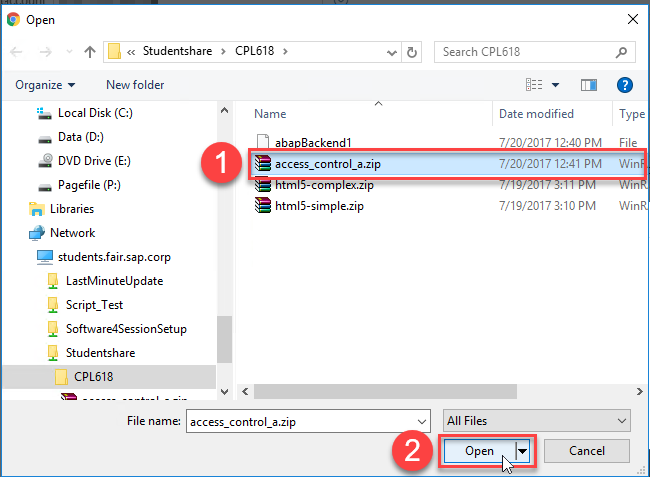 Open
« Studentshare > CPL618 >
Search CPL618
Organize
New folder
Local Disk (C:)
Data (D:)
DVD Drive (E:)
Pagefile (P:)
Libraries
Network
students.fair.sap.corp
LastMinuteUpdate
Script_Test
Software4SessionSetup
Studentshare
CPL618
access_control_a.zip
Name Date modified Type
abapBackend1 7/20/2017 12:40 PM File
1
access_control_a.zip 7/20/2017 12:41 PM WinR
html5-complex.zip 7/19/2017 3:11 PM WinR
html5-simple.zip 7/19/2017 3:10 PM WinR
File name: access_control_a.zip All Files
2
Open Cancel